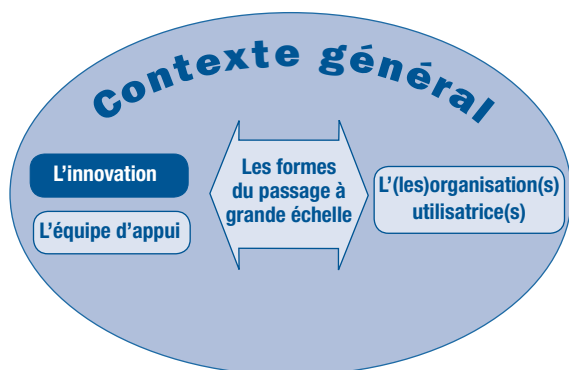 Contexte général
L'innovation
L'équipe d'appui
Les formes
du passage à
grande échelle
L'(les)organisation(s)
utilisatrice(s)